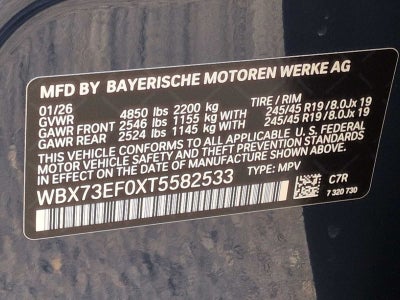 MFD BY BAYERISCHE MOTOREN WERKE AG
01/26 TIRE / RIM
GVWR 4850 lbs 2200 kg
GAWR FRONT 2546 lbs 1155 kg 245/45 R19 / 8.0Jx 19
GAWR REAR 2524 lbs 1145 kg 245/45 R19 / 8.0Jx 19
THIS VEHICLE CONFORMS TO ALL APPLICABLE U. S. FEDERAL
MOTOR VEHICLE SAFETY AND THEFT PREVENTION STANDARDS
IN EFFECT ON THE DATE OF MANUFACTURE SHOWN ABOVE.
WBX73EF0XT5582533 TYPE: MPV
C7R
7 320 730